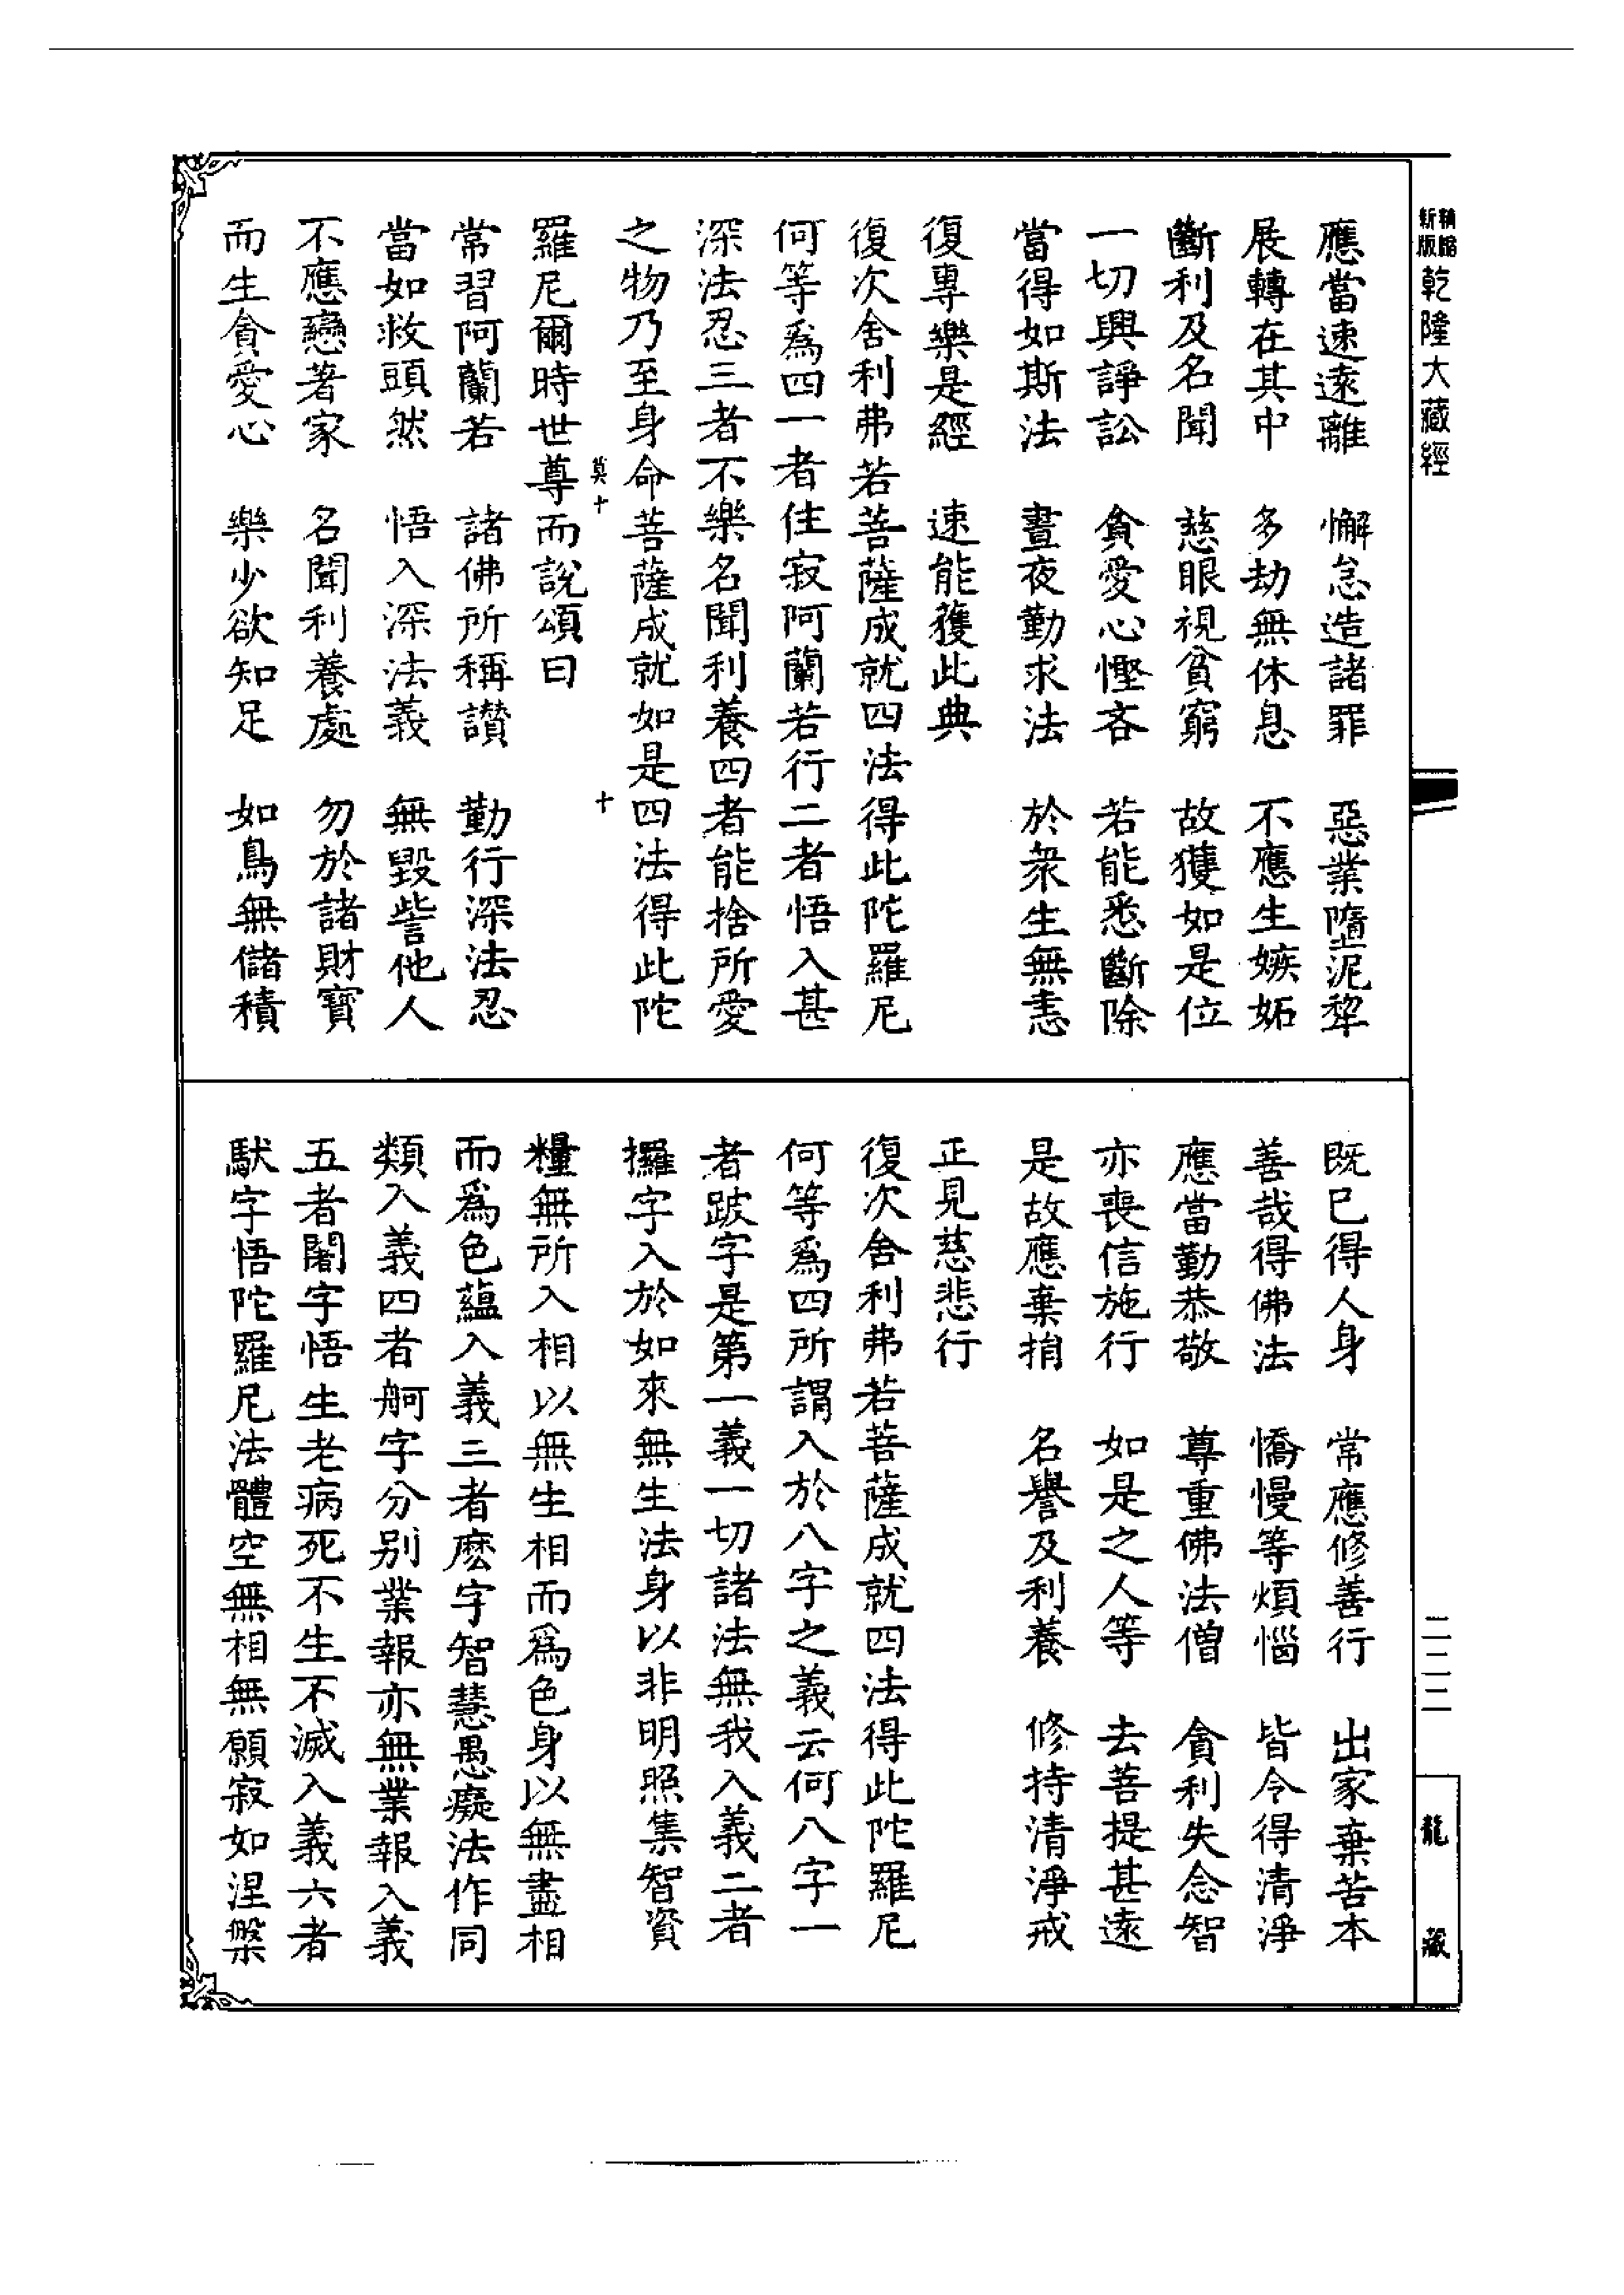 精縮新版乾隆大藏經
應當速遠離　懈怠造諸罪　惡業墮泥犂
展轉在其中　多劫無休息　不應生嫉妬
斷利及名聞　慈眼視貧窮　故獲如是位
一切興諍訟　貪愛心慳吝　若能悉斷除
當得如斯法　晝夜勤求法　於衆生無恚
復專樂是經　速能獲此典
復次舍利弗若菩薩成就四法得此陀羅尼
何等爲四一者住寂阿蘭若行二者悟入甚
深法忍三者不樂名聞利養四者能捨所愛
之物乃至身命菩薩成就如是四法得此陀
莫十
十
羅尼爾時世尊而說頌曰
常習阿蘭若　諸佛所稱讃　勤行深法忍
當如救頭然　悟入深法義　無毀訾他人
不應戀著家　名聞利養處　勿於諸財寶
而生貪愛心　樂少欲知足　如鳥無儲積
既已得人身　常應修善行　出家棄苦本
善哉得佛法　憍慢等煩惱　皆令得清淨
應當勤恭敬　尊重佛法僧　貪利失念智
亦喪信施行　如是之人等　去菩提甚遠
是故應棄捐　名譽及利養　修持清淨戒
正見慈悲行
復次舍利弗若菩薩成就四法得此陀羅尼
何等爲四所謂入於八字之義云何八字一
者跛字是第一義一切諸法無我入義二者
攞字入於如來無生法身以非明照集智資
糧無所入相以無生相而爲色身以無盡相
而爲色蘊入義三者麽字智慧愚癡法作同
類入義四者舸字分別業報亦無業報入義
五者闍字悟生老病死不生不滅入義六者
馱字悟陀羅尼法體空無相無願寂如涅槃
二三二
龍藏